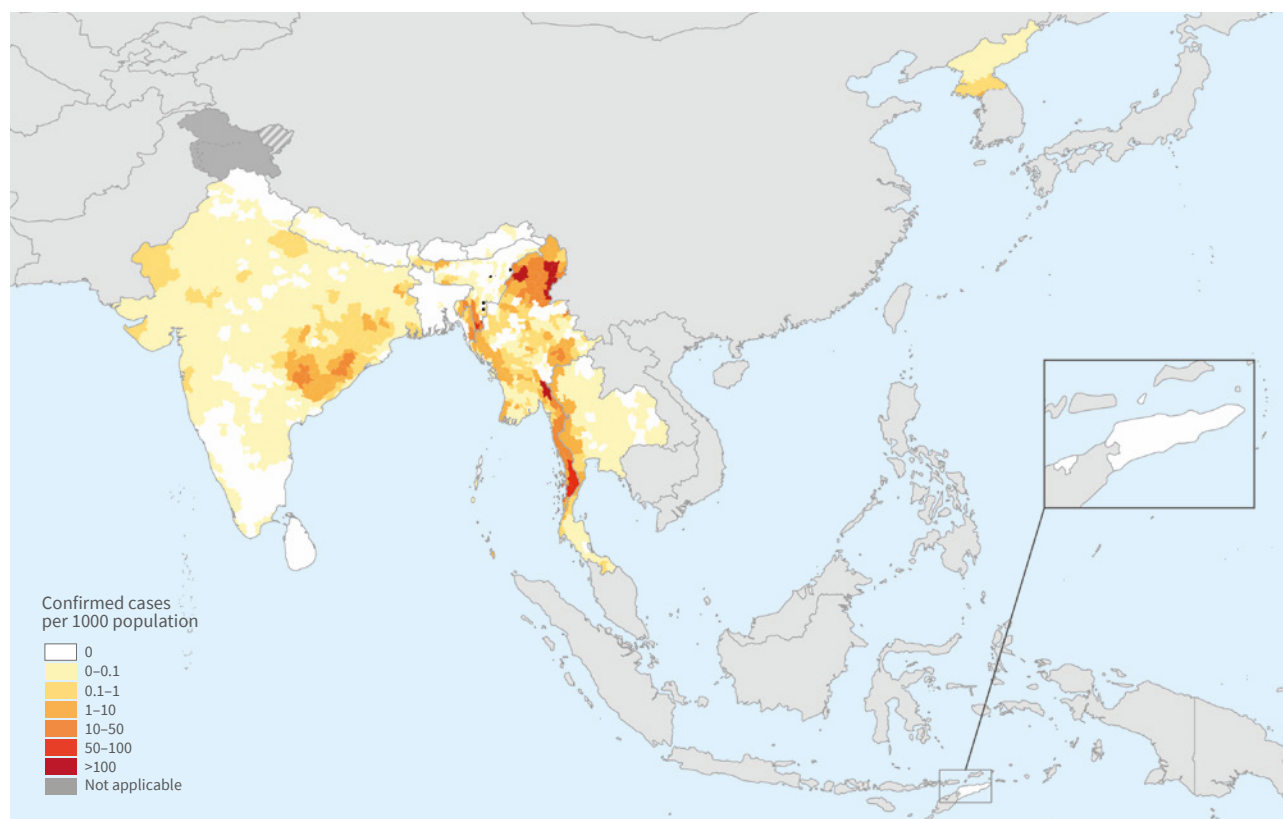 Confirmed cases
per 1000 population
0
0–0.1
0.1–1
1–10
10–50
50–100
>100
Not applicable